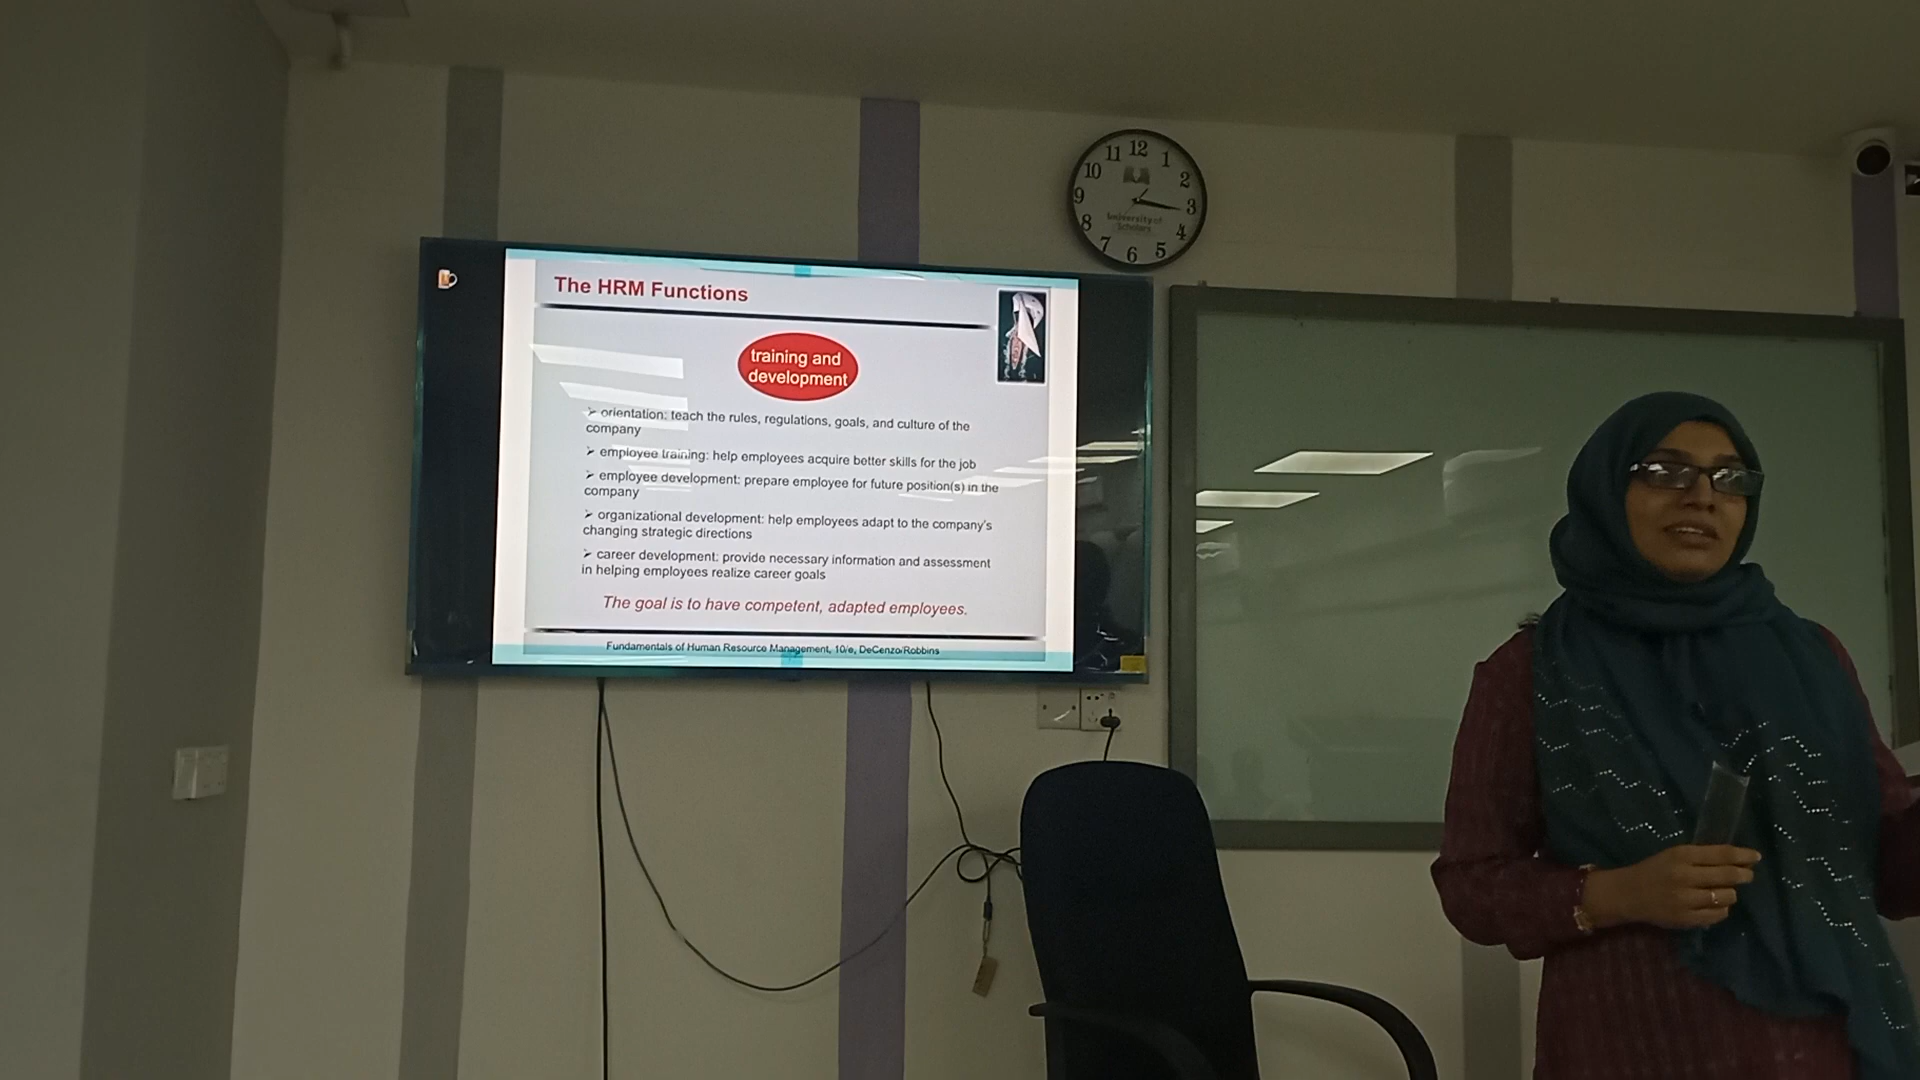 The HRM Functions
training and
development
➢ orientation: teach the rules, regulations, goals, and culture of the
company
➢ employee training: help employees acquire better skills for the job
➢ employee development: prepare employee for future position(s) in the
company
➢ organizational development: help employees adapt to the company's
changing strategic directions
➢ career development: provide necessary information and assessment
in helping employees realize career goals
The goal is to have competent, adapted employees.
Fundamentals of Human Resource Management, 10/e, DeCenzo/Robbins
12
1
2
3
4
5
6
7
8
9
10
11
University of
Scholars